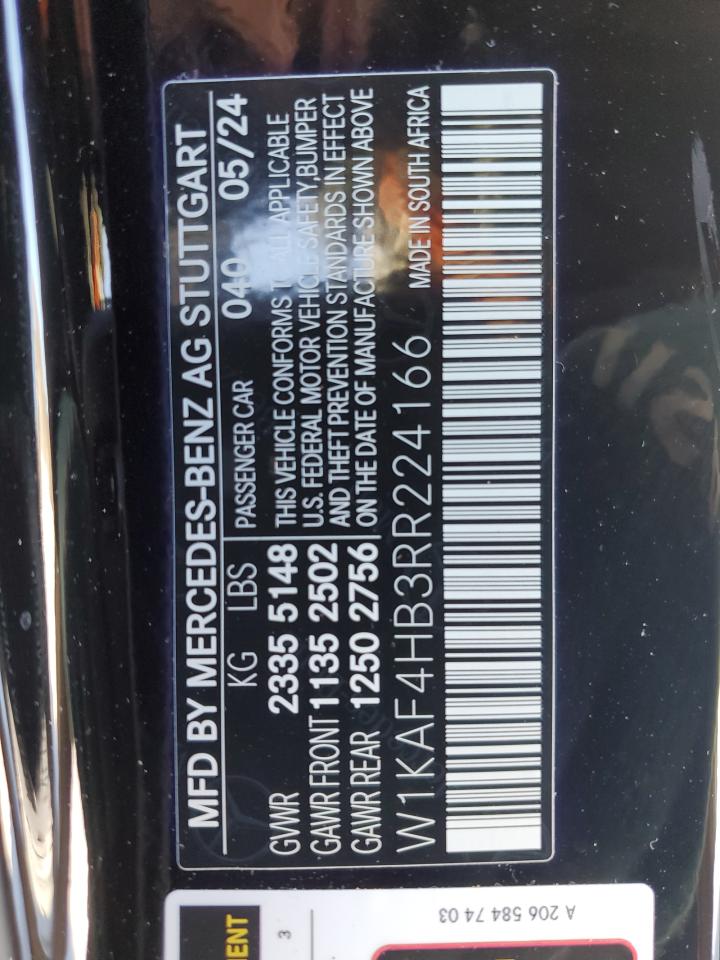 MFD BY MERCEDES-BENZ AG STUTTGART
KG LBS PASSENGER CAR 040 05/24
GVWR 2335 5148
GAWR FRONT 1135 2502
GAWR REAR 1250 2756
THIS VEHICLE CONFORMS TO ALL APPLICABLE
U.S. FEDERAL MOTOR VEHICLE SAFETY, BUMPER
AND THEFT PREVENTION STANDARDS IN EFFECT
ON THE DATE OF MANUFACTURE SHOWN ABOVE
W1KAF4HB3RR224166 MADE IN SOUTH AFRICA
A 206 584 74 03
3